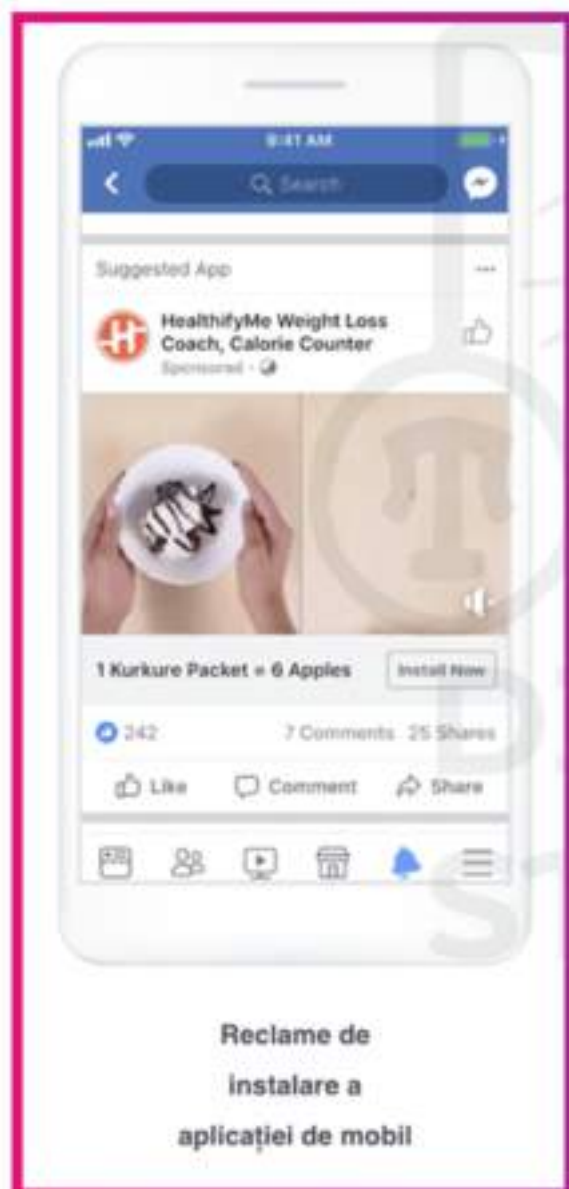 9:41 AM
Search
Suggested App
HealthifyMe Weight Loss
Coach, Calorie Counter
Sponsored
1 Kurkure Packet = 6 Apples
Install Now
242
7 Comments 25 Shares
Like Comment Share
Reclame de
instalare a
aplicației de mobil